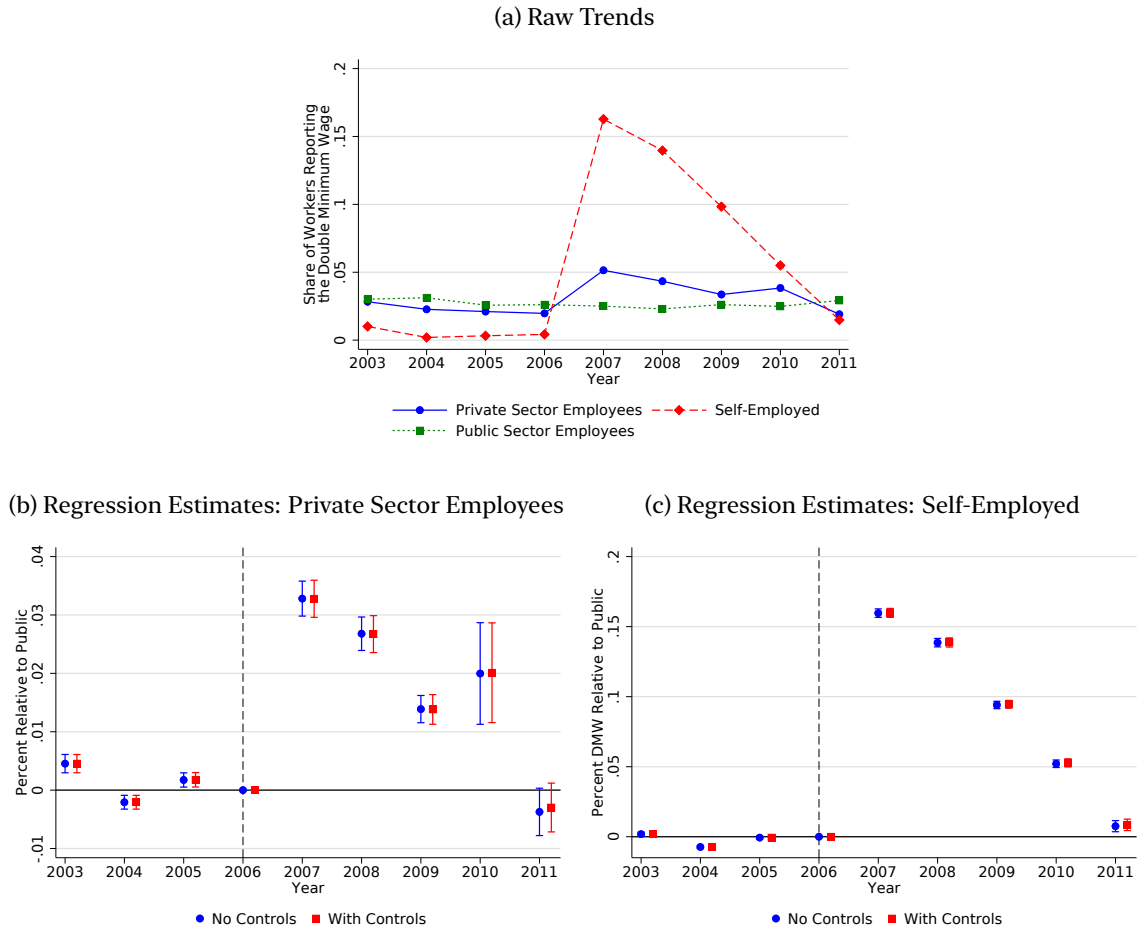 (a) Raw Trends
Share of Workers Reporting
the Double Minimum Wage
.2
.15
.1
.05
0
2003 2004 2005 2006 2007 2008 2009 2010 2011
Year
Private Sector Employees Self-Employed
Public Sector Employees
(b) Regression Estimates: Private Sector Employees
Percent Relative to Public
.04
.03
.02
.01
0
-.01
2003 2004 2005 2006 2007 2008 2009 2010 2011
Year
No Controls With Controls
(c) Regression Estimates: Self-Employed
Percent DMW Relative to Public
.2
.15
.1
.05
0
2003 2004 2005 2006 2007 2008 2009 2010 2011
Year
No Controls With Controls